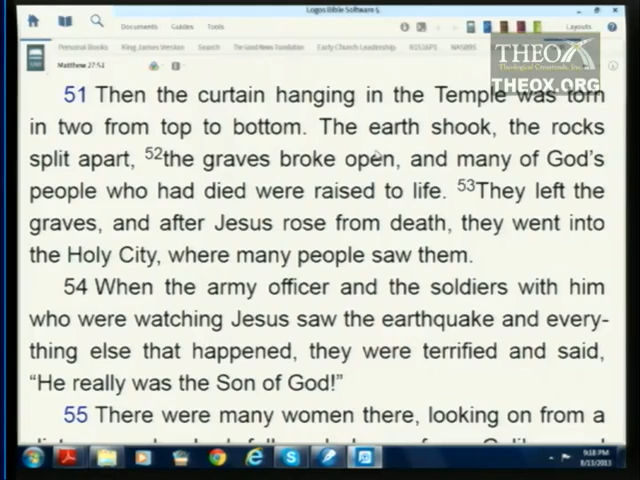 Logos Bible Software 5
Documents Guides Tools
Layouts
Personal Books King James Version Search The Good News Translation Early Church Leadership NASB95
Matthew 27:51
THEOX
Theological Crossroads, Inc.
THEOX.ORG
51 Then the curtain hanging in the Temple was torn
in two from top to bottom. The earth shook, the rocks
split apart, 52the graves broke open, and many of God's
people who had died were raised to life. 53They left the
graves, and after Jesus rose from death, they went into
the Holy City, where many people saw them.
54 When the army officer and the soldiers with him
who were watching Jesus saw the earthquake and every-
thing else that happened, they were terrified and said,
“He really was the Son of God!”
55 There were many women there, looking on from a
9:18 PM
8/13/2013